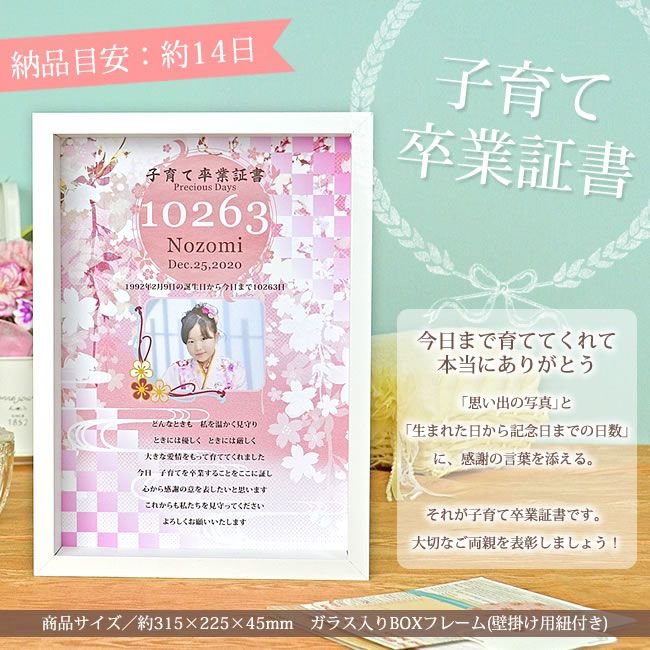 納品目安：約14日
子育て
卒業証書
子育て卒業証書
Precious Days
10263
Nozomi
Dec.25,2020
1992年2月9日の誕生日から今日まで10263日
どんなときも　私を温かく見守り
ときには優しく　ときには厳しく
大きな愛情をもって育ててくれました
今日　子育てを卒業することをここに証し
心から感謝の意を表したいと思います
これからも私たちを見守ってください
よろしくお願いいたします
今日まで育ててくれて
本当にありがとう
「思い出の写真」と
「生まれた日から記念日までの日数」
に、感謝の言葉を添える。
それが子育て卒業証書です。
大切なご両親を表彰しましょう！
1862
商品サイズ／約315×225×45mm　ガラス入りBOXフレーム(壁掛け用紐付き)